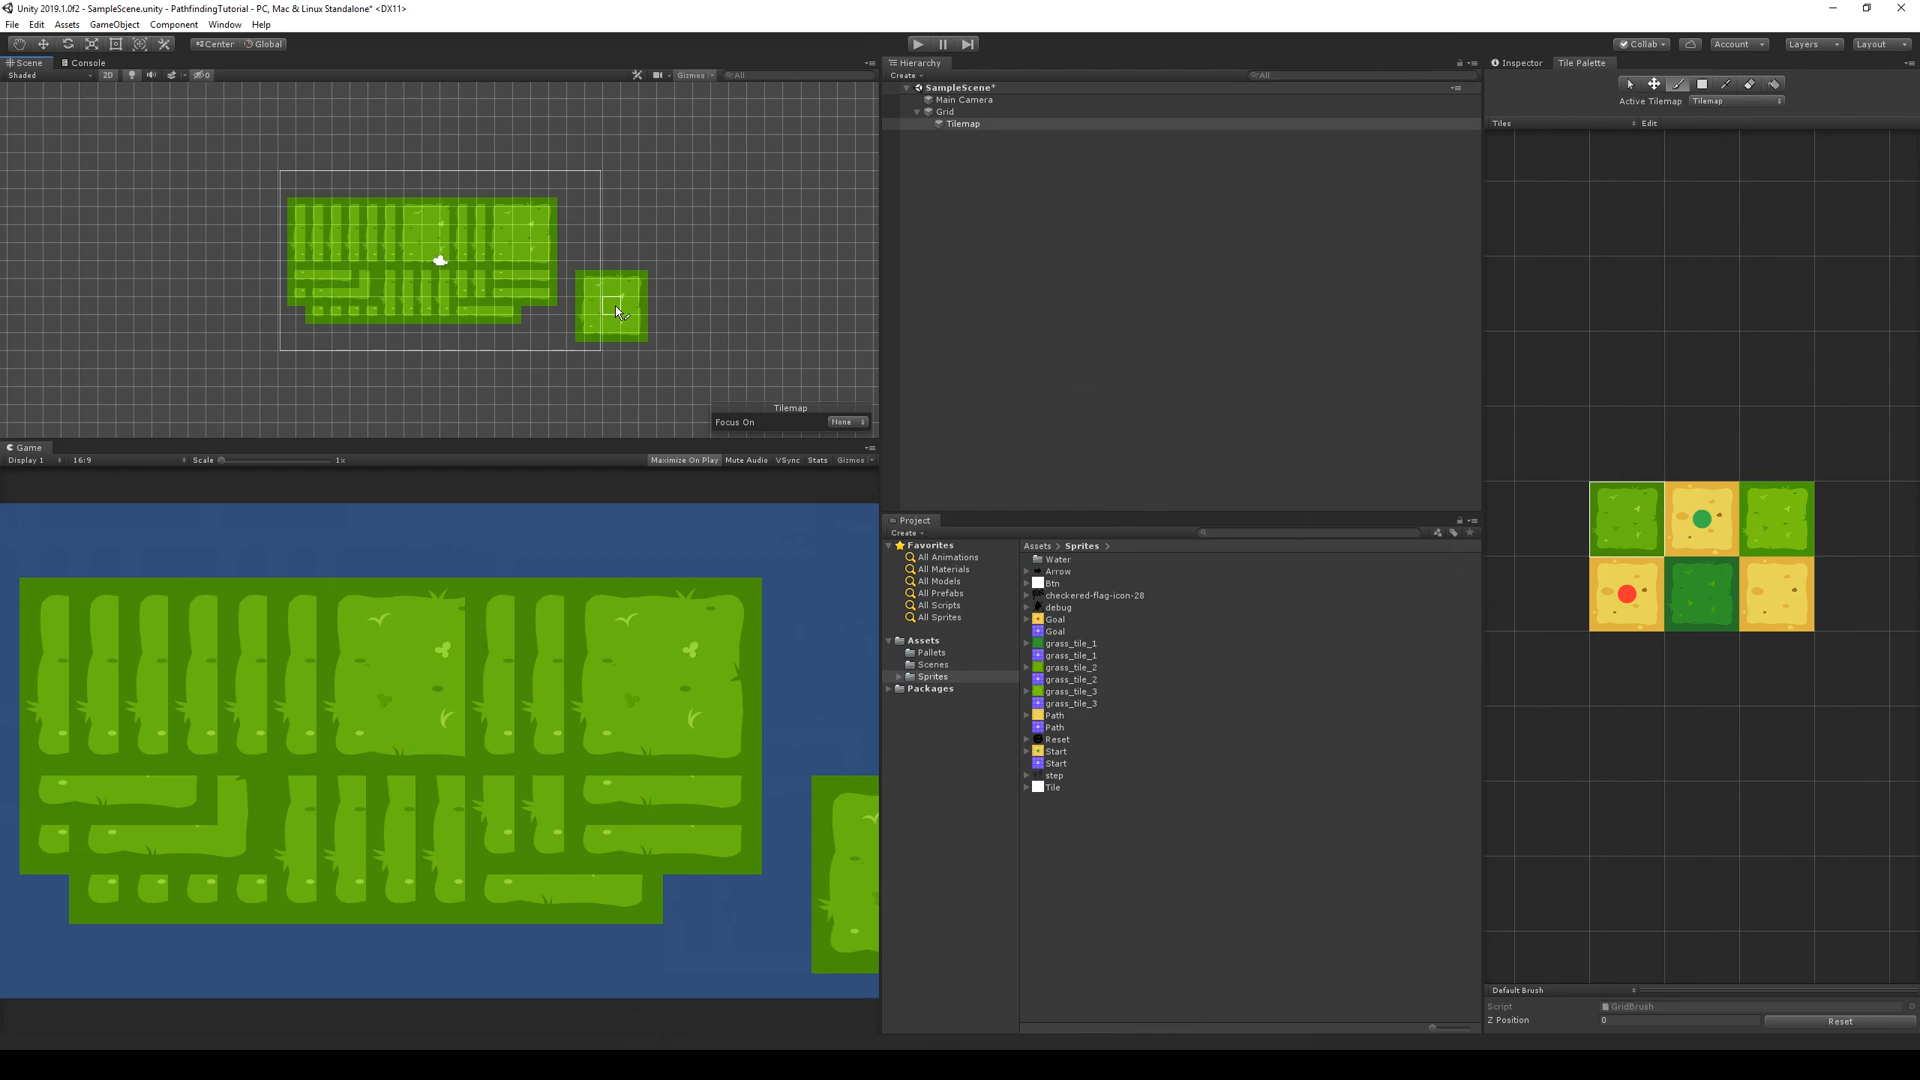 Unity 2019.1.0f2 - SampleScene.unity - PathfindingTutorial - PC, Mac & Linux Standalone* <DX11>
File Edit Assets GameObject Component Window Help
Center Global
Collab Account Layers Layout
Scene Console
Shaded 2D 0 Gizmos All
Tilemap
Focus On None
Game
Display 1 16:9 Scale 1x Maximize On Play Mute Audio VSync Stats Gizmos
Hierarchy
Create All
SampleScene*
Main Camera
Grid
Tilemap
Project
Create
Favorites
All Animations
All Materials
All Models
All Prefabs
All Scripts
All Sprites
Assets
Pallets
Scenes
Sprites
Packages
Assets > Sprites >
Water
Arrow
Btn
checkered-flag-icon-28
debug
Goal
Goal
grass_tile_1
grass_tile_1
grass_tile_2
grass_tile_2
grass_tile_3
grass_tile_3
Path
Path
Reset
Start
Start
step
Tile
Inspector Tile Palette
Active Tilemap Tilemap
Tiles Edit
Default Brush
Script GridBrush
Z Position 0 Reset